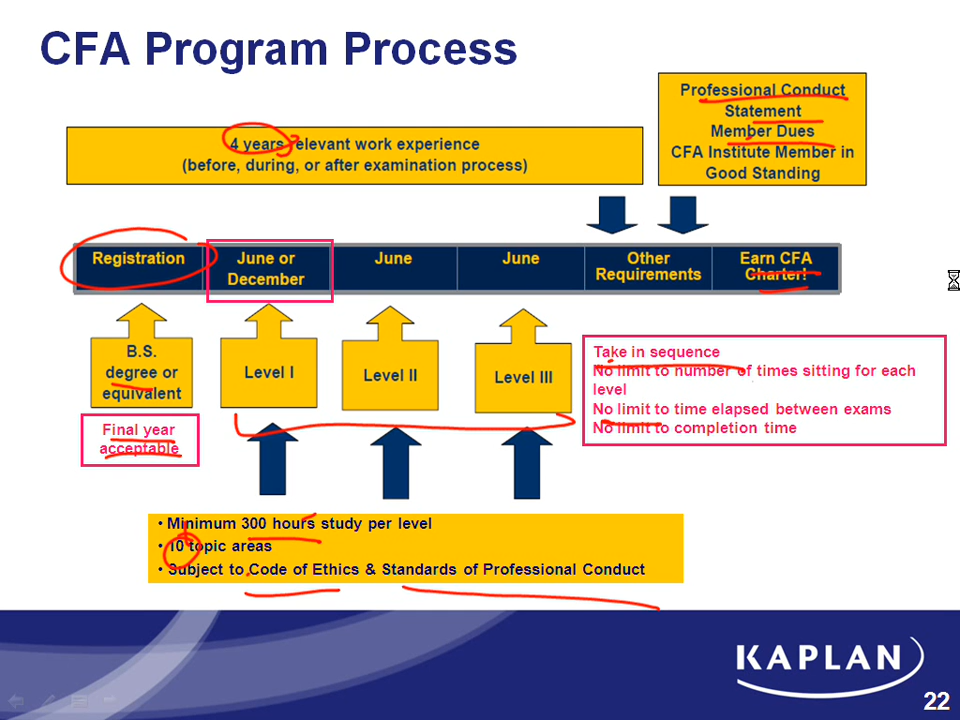 CFA Program Process
Professional Conduct
Statement
Member Dues
CFA Institute Member in
Good Standing
4 years relevant work experience
(before, during, or after examination process)
Registration
June or
December
June
June
Other
Requirements
Earn CFA
Charter!
B.S.
degree or
equivalent
Level I
Level II
Level III
Take in sequence
No limit to number of times sitting for each
level
No limit to time elapsed between exams
No limit to completion time
Final year
acceptable
• Minimum 300 hours study per level
• 10 topic areas
• Subject to Code of Ethics & Standards of Professional Conduct
KAPLAN
22